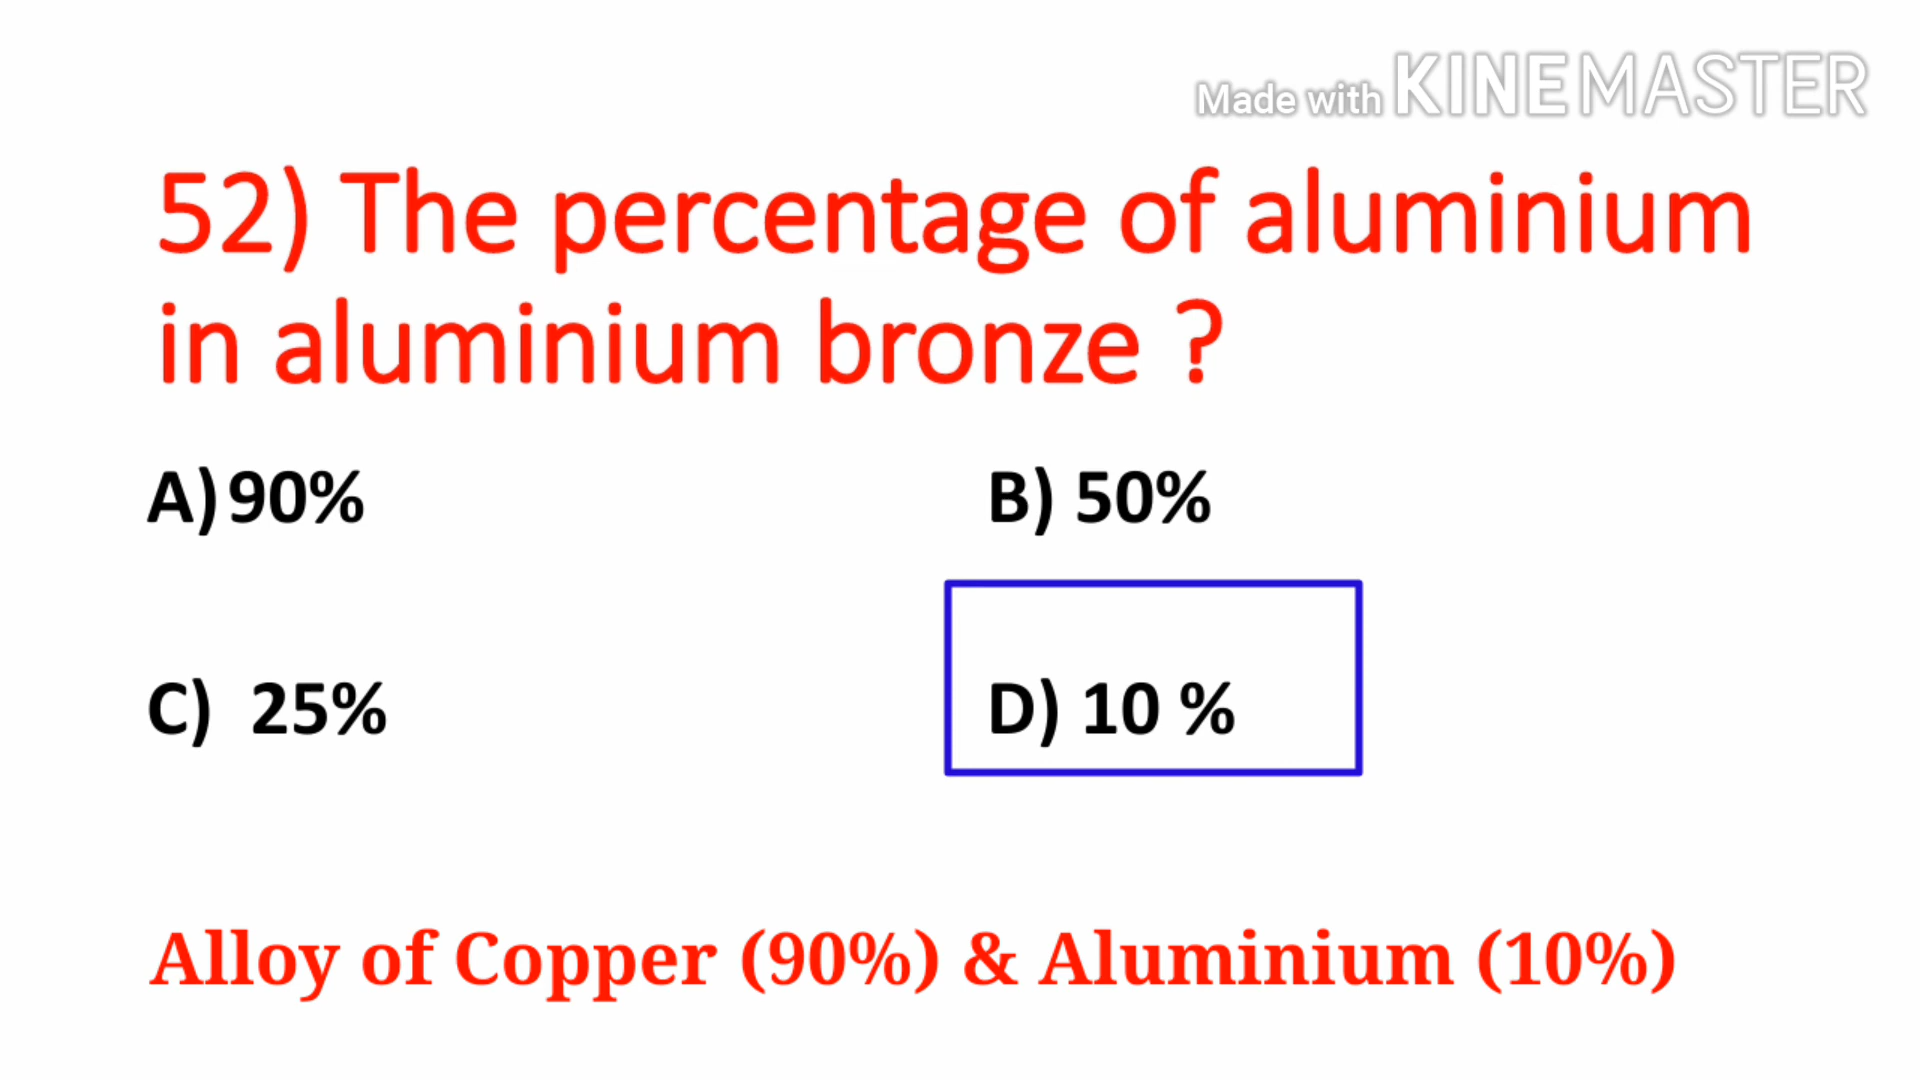 Made with KINEMASTER
52) The percentage of aluminium
in aluminium bronze ?
A) 90% B) 50%
C) 25% D) 10 %
Alloy of Copper (90%) & Aluminium (10%)